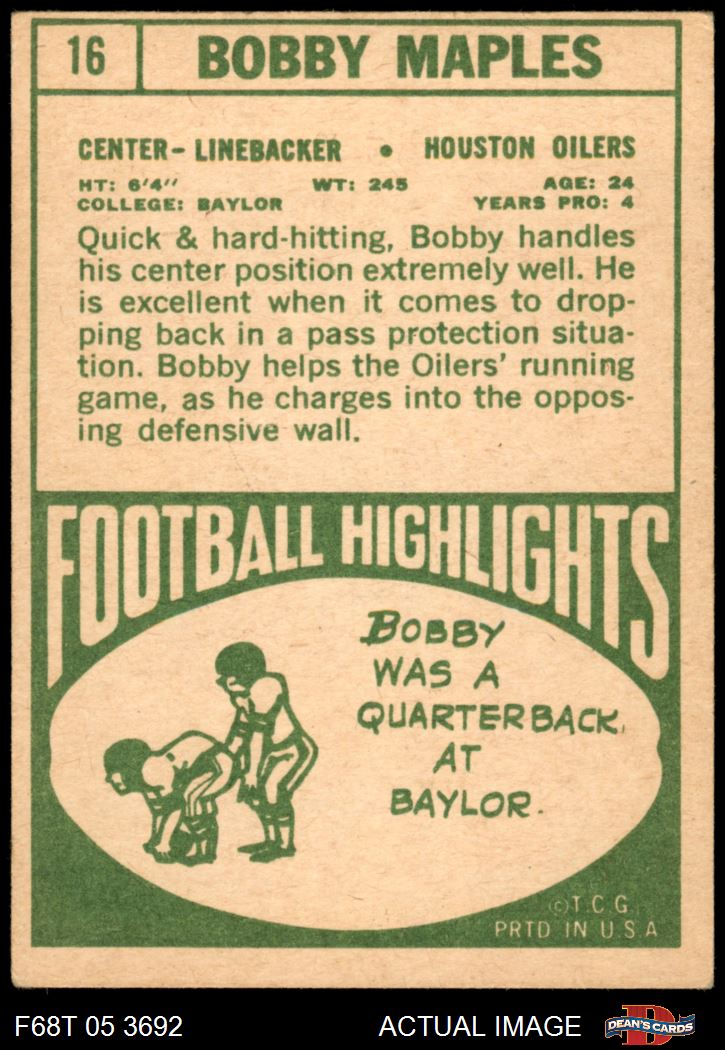 16 BOBBY MAPLES
CENTER-LINEBACKER • HOUSTON OILERS
HT: 6'4" WT: 245 AGE: 24
COLLEGE: BAYLOR YEARS PRO: 4
Quick & hard-hitting, Bobby handles
his center position extremely well. He
is excellent when it comes to drop-
ping back in a pass protection situa-
tion. Bobby helps the Oilers' running
game, as he charges into the oppos-
ing defensive wall.
FOOTBALL HIGHLIGHTS
BOBBY
WAS A
QUARTERBACK
AT
BAYLOR.
©T.C.G.
PRTD IN U.S.A
F68T 05 3692 ACTUAL IMAGE D DEAN'S CARDS